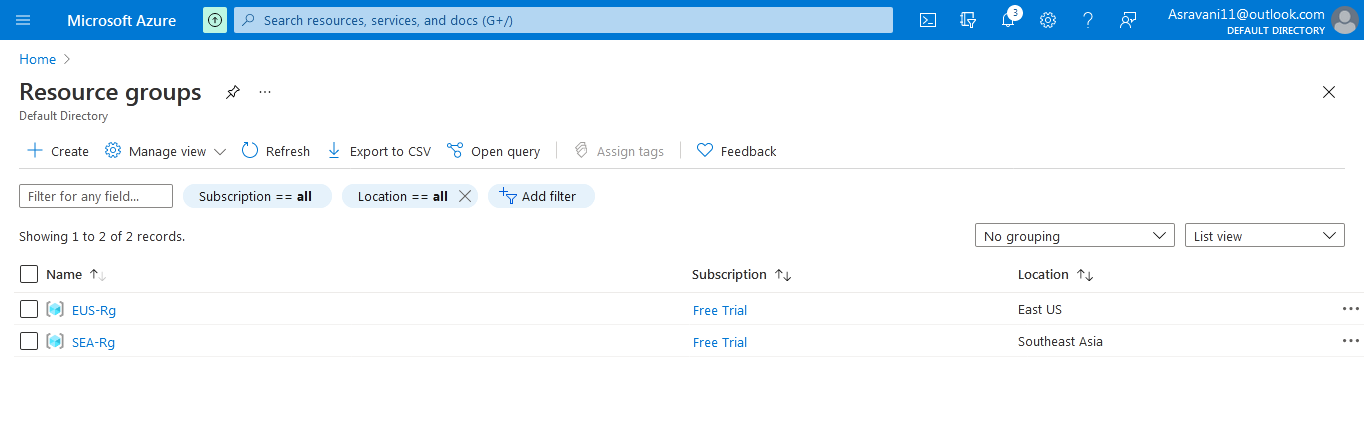 Microsoft Azure
Search resources, services, and docs (G+/)
3
Asravani11@outlook.com
DEFAULT DIRECTORY
Home
Resource groups
Default Directory
Create
Manage view
Refresh
Export to CSV
Open query
Assign tags
Feedback
Filter for any field...
Subscription == all
Location == all
Add filter
Showing 1 to 2 of 2 records.
No grouping
List view
Name
Subscription
Location
EUS-Rg
Free Trial
East US
SEA-Rg
Free Trial
Southeast Asia